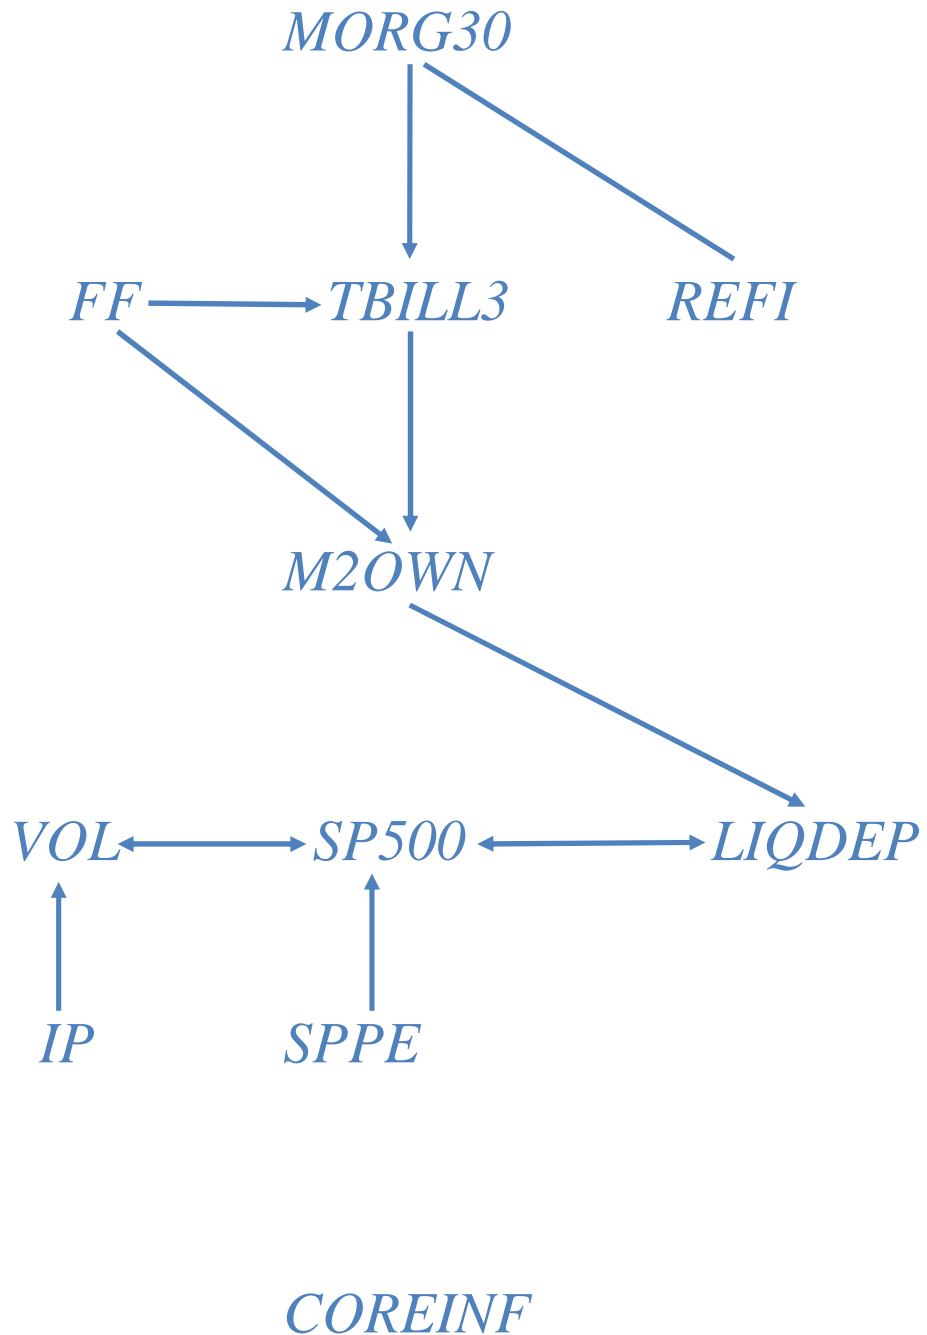 MORG30
FF TBILL3 REFI
M2OWN
VOL SP500 LIQDEP
IP SPPE
COREINF